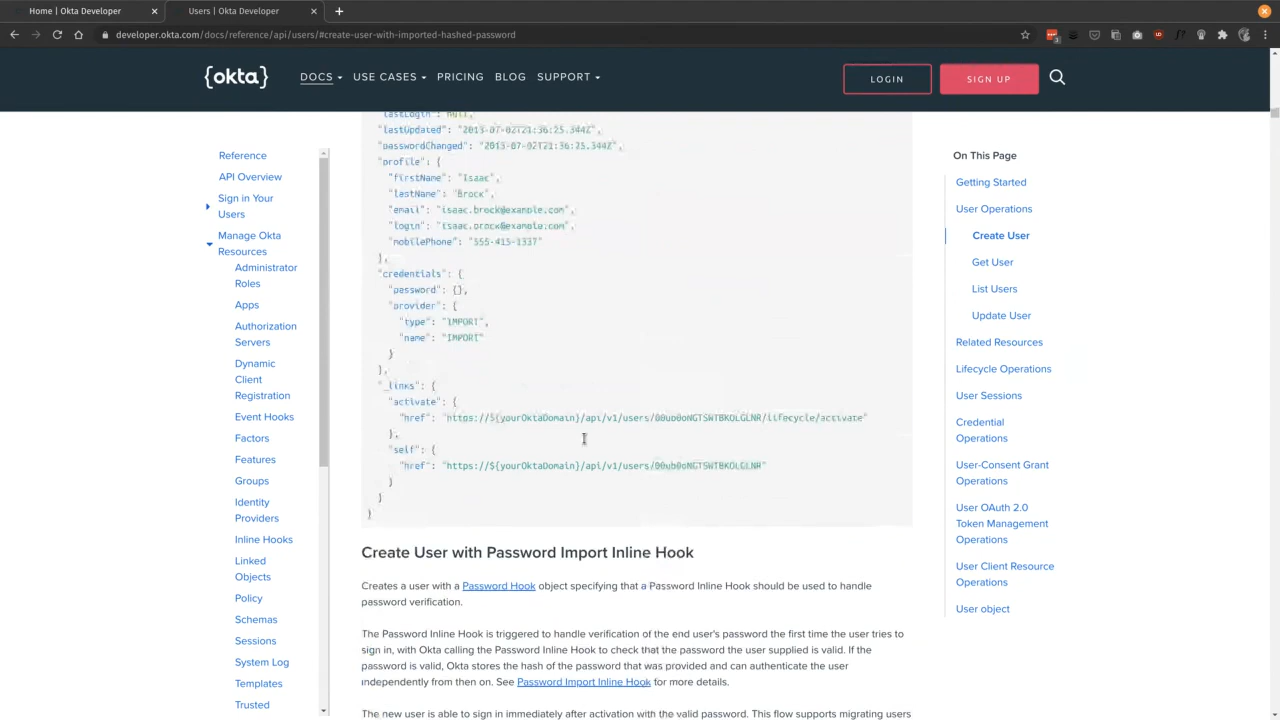 Home | Okta Developer
Users | Okta Developer
developer.okta.com/docs/reference/api/users/#create-user-with-imported-hashed-password
{okta}
DOCS
USE CASES
PRICING
BLOG
SUPPORT
LOGIN
SIGN UP
Reference
API Overview
Sign in Your
Users
Manage Okta
Resources
Administrator
Roles
Apps
Authorization
Servers
Dynamic
Client
Registration
Event Hooks
Factors
Features
Groups
Identity
Providers
Inline Hooks
Linked
Objects
Policy
Schemas
Sessions
System Log
Templates
Trusted
"lastLogin": null,
"lastUpdated": "2013-07-02T21:36:25.344Z",
"passwordChanged": "2013-07-02T21:36:25.344Z",
"profile": {
"firstName": "Isaac",
"lastName": "Brock",
"email": "isaac.brock@example.com",
"login": "isaac.brock@example.com",
"mobilePhone": "555-415-1337"
},
"credentials": {
"password": {},
"provider": {
"type": "IMPORT",
"name": "IMPORT"
}
},
"_links": {
"activate": {
"href": "https://${yourOktaDomain}/api/v1/users/00ub0oNGTSWTBKOLGLNR/lifecycle/activate"
},
"self": {
"href": "https://${yourOktaDomain}/api/v1/users/00ub0oNGTSWTBKOLGLNR"
}
}
}
Create User with Password Import Inline Hook
Creates a user with a Password Hook object specifying that a Password Inline Hook should be used to handle
password verification.
The Password Inline Hook is triggered to handle verification of the end user's password the first time the user tries to
sign in, with Okta calling the Password Inline Hook to check that the password the user supplied is valid. If the
password is valid, Okta stores the hash of the password that was provided and can authenticate the user
independently from then on. See Password Import Inline Hook for more details.
The new user is able to sign in immediately after activation with the valid password. This flow supports migrating users
On This Page
Getting Started
User Operations
Create User
Get User
List Users
Update User
Related Resources
Lifecycle Operations
User Sessions
Credential
Operations
User-Consent Grant
Operations
User OAuth 2.0
Token Management
Operations
User Client Resource
Operations
User object